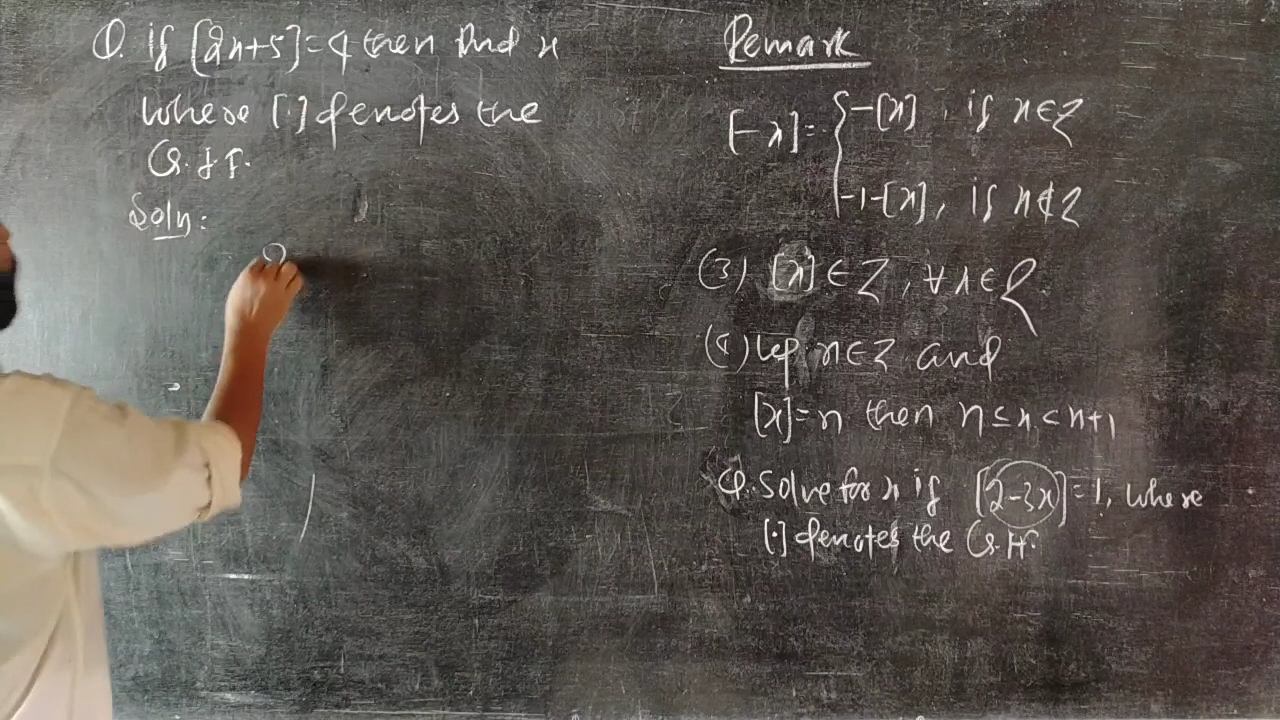 Q. If [2x+5]=4 then find x
where [.] denotes the
G.I.F.
Soln:
Remark
[-x]= { -[x], if x∈Z
-1-[x], if x∉Z
(3) [x]∈Z, ∀x∈R
(4) Let n∈Z and
[x]=n then n≤x<n+1
Q. Solve for x if [2-3x]=1, where
[.] denotes the G.I.F.